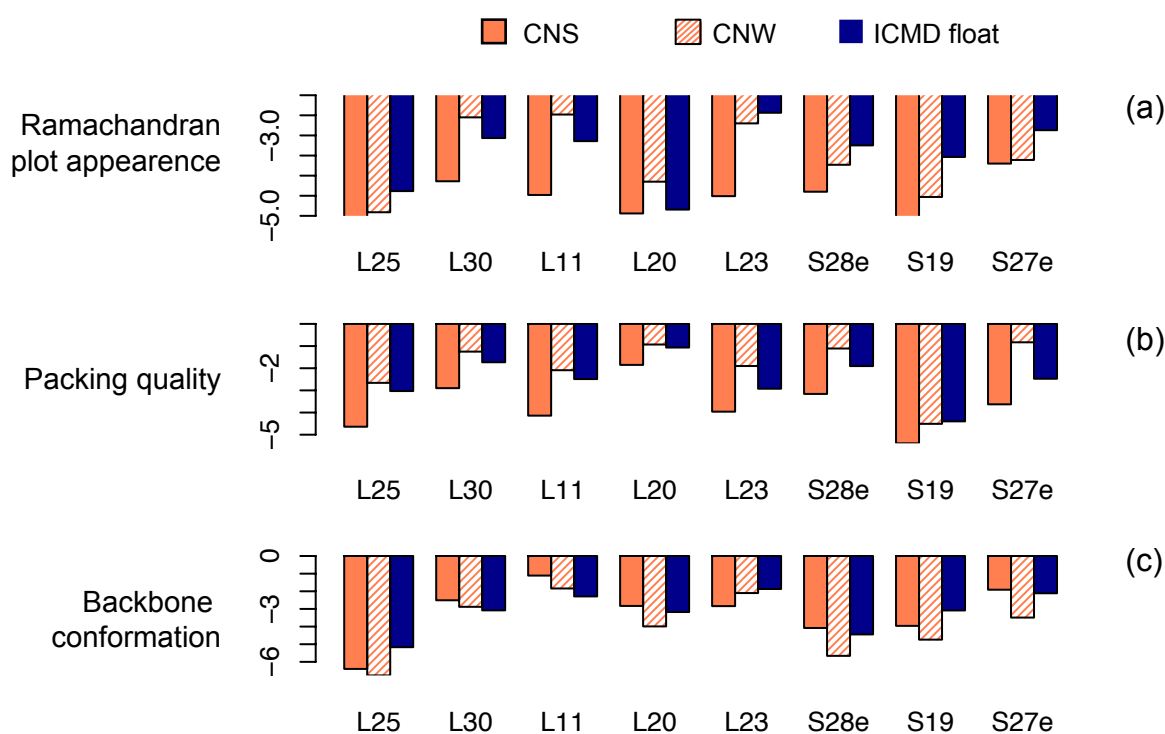 CNS CNW ICMD float
(a)
Ramachandran
plot appearence
-3.0
-5.0
L25 L30 L11 L20 L23 S28e S19 S27e
(b)
Packing quality
-2
-5
L25 L30 L11 L20 L23 S28e S19 S27e
(c)
Backbone
conformation
0
-3
-6
L25 L30 L11 L20 L23 S28e S19 S27e